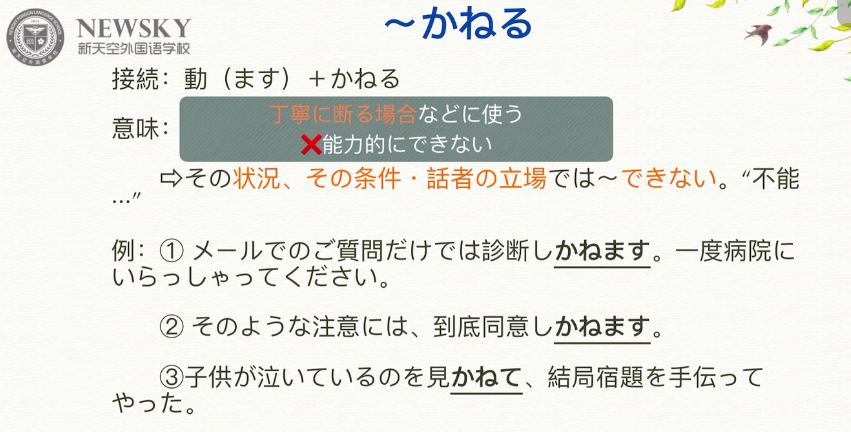 NEWSKY
新天空外国语学校
～かねる
接続：動（ます）＋かねる
意味：
丁寧に断る場合などに使う
❌能力的にできない
⇨その状況、その条件・話者の立場では～できない。“不能
…”
例：① メールでのご質問だけでは診断しかねます。一度病院に
いらっしゃってください。
② そのような注意には、到底同意しかねます。
③子供が泣いているのを見かねて、結局宿題を手伝って
やった。